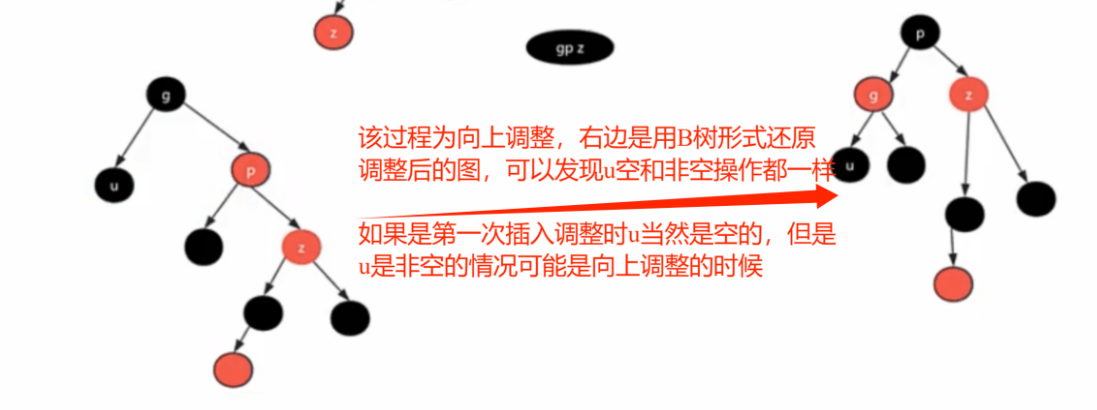 z
gp z
p
g
g
z
该过程为向上调整，右边是用B树形式还原
调整后的图，可以发现u空和非空操作都一样
u
p
u
z
如果是第一次插入调整时u当然是空的，但是
u是非空的情况可能是向上调整的时候